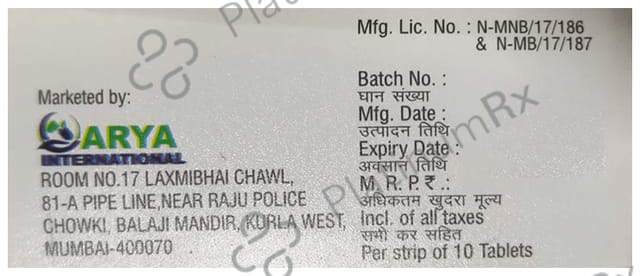 Marketed by:
ARYA
INTERNATIONAL
ROOM NO.17 LAXMIBHAI CHAWL,
81-A PIPE LINE,NEAR RAJU POLICE
CHOWKI, BALAJI MANDIR, KURLA WEST,
MUMBAI-400070
Mfg. Lic. No. : N-MNB/17/186
& N-MB/17/187
Batch No. :
घान संख्या
Mfg. Date :
उत्पादन तिथि
Expiry Date :
अवसान तिथि
M. R. P. ₹ .:
अधिकतम खुदरा मूल्य
Incl. of all taxes
सभी कर सहित
Per strip of 10 Tablets
PlatinumRx